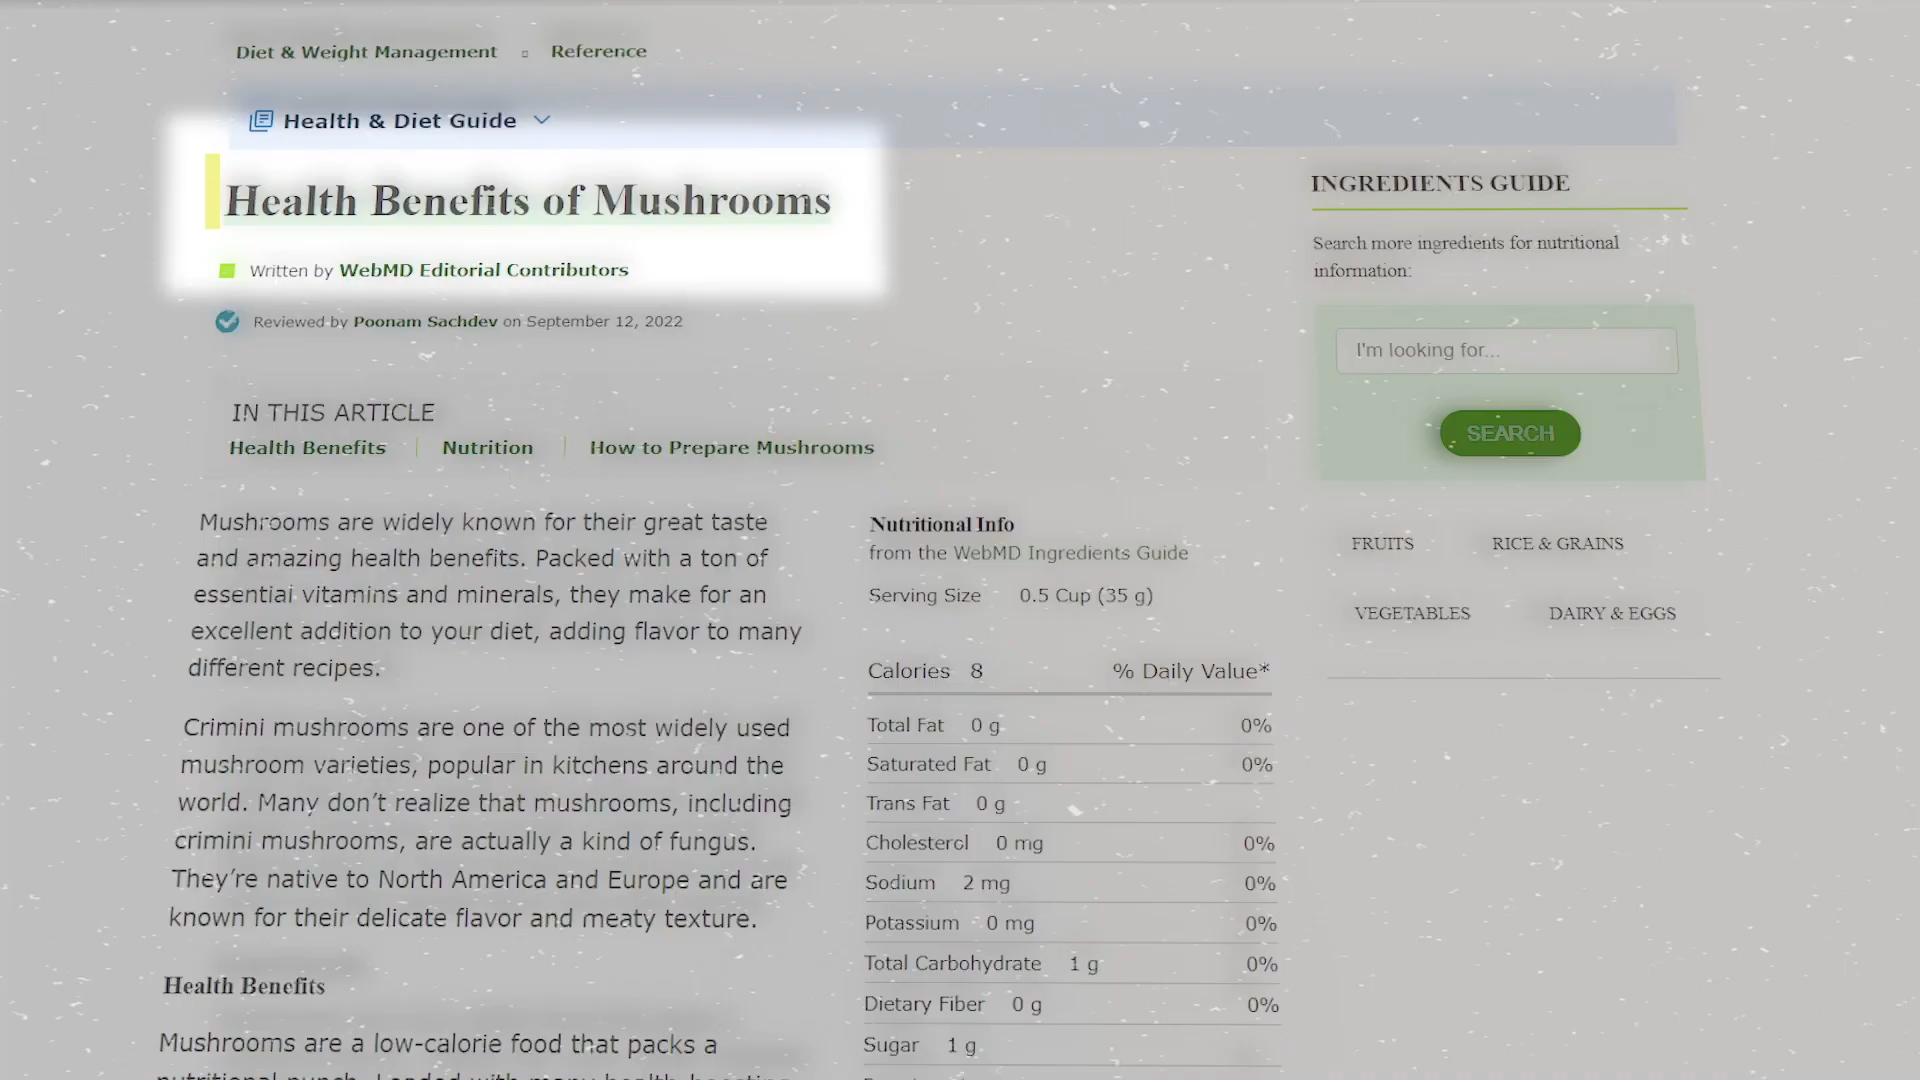 Diet & Weight Management
Reference
Health & Diet Guide
Health Benefits of Mushrooms
Written by WebMD Editorial Contributors
Reviewed by Poonam Sachdev on September 12, 2022
IN THIS ARTICLE
Health Benefits
Nutrition
How to Prepare Mushrooms
Mushrooms are widely known for their great taste
and amazing health benefits. Packed with a ton of
essential vitamins and minerals, they make for an
excellent addition to your diet, adding flavor to many
different recipes.
Crimini mushrooms are one of the most widely used
mushroom varieties, popular in kitchens around the
world. Many don’t realize that mushrooms, including
crimini mushrooms, are actually a kind of fungus.
They’re native to North America and Europe and are
known for their delicate flavor and meaty texture.
Health Benefits
Mushrooms are a low-calorie food that packs a
Nutritional Info
from the WebMD Ingredients Guide
Serving Size 0.5 Cup (35 g)
Calories 8 % Daily Value*
Total Fat 0 g 0%
Saturated Fat 0 g 0%
Trans Fat 0 g
Cholesterol 0 mg 0%
Sodium 2 mg 0%
Potassium 0 mg 0%
Total Carbohydrate 1 g 0%
Dietary Fiber 0 g 0%
Sugar 1 g
INGREDIENTS GUIDE
Search more ingredients for nutritional
information:
I'm looking for...
SEARCH
FRUITS
RICE & GRAINS
VEGETABLES
DAIRY & EGGS